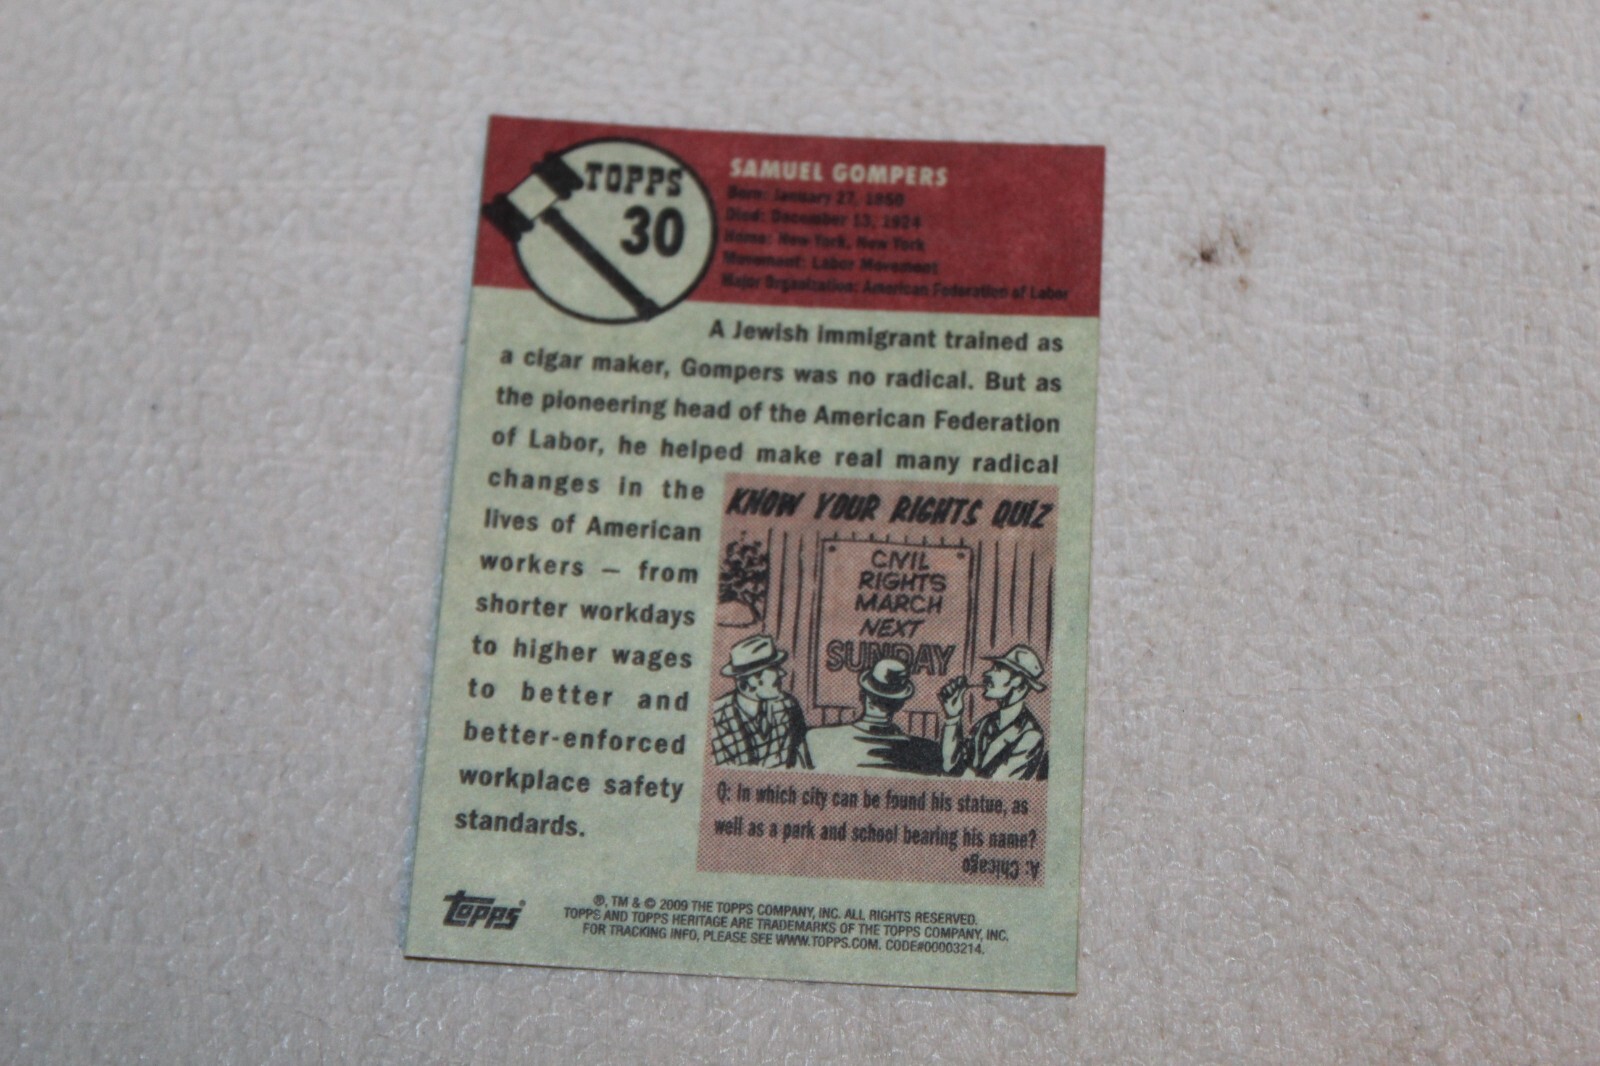 TOPPS
30
SAMUEL GOMPERS
Born: January 27, 1850
Died: December 13, 1924
Home: New York, New York
Movement: Labor Movement
Major Organization: American Federation of Labor
A Jewish immigrant trained as
a cigar maker, Gompers was no radical. But as
the pioneering head of the American Federation
of Labor, he helped make real many radical
changes in the
lives of American
workers — from
shorter workdays
to higher wages
to better and
better-enforced
workplace safety
standards.
KNOW YOUR RIGHTS QUIZ
CIVIL
RIGHTS
MARCH
NEXT
SUNDAY
Q: In which city can be found his statue, as
well as a park and school bearing his name?
A: Chicago
topps®
®, TM & © 2009 THE TOPPS COMPANY, INC. ALL RIGHTS RESERVED.
TOPPS AND TOPPS HERITAGE ARE TRADEMARKS OF THE TOPPS COMPANY, INC.
FOR TRACKING INFO, PLEASE SEE WWW.TOPPS.COM. CODE#00003214.